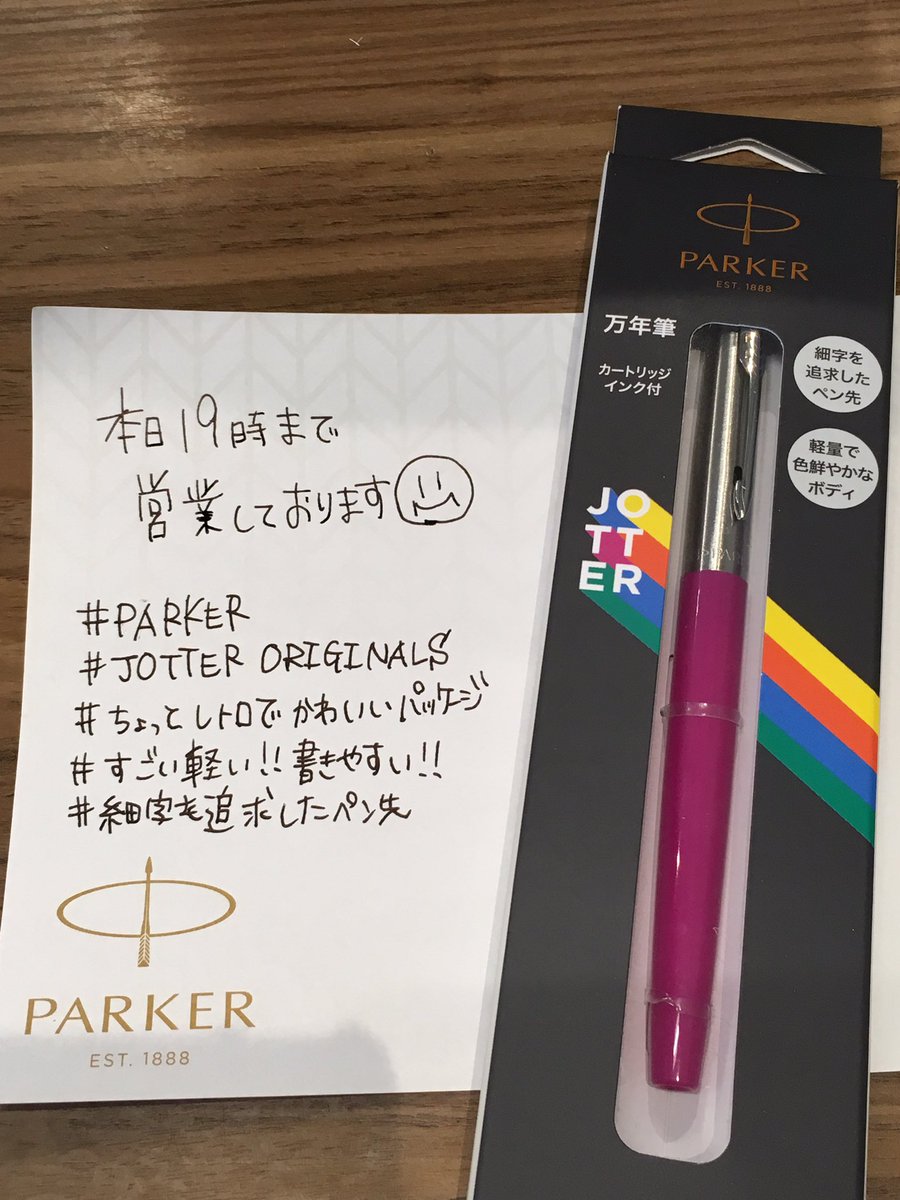 本日19時まで
営業しております
#PARKER
#JOTTER ORIGINALS
#ちょっとレトロでかわいいパッケージ
#すごい軽い!!書きやすい!!
#細字を追求したペン先
PARKER
EST. 1888
PARKER
EST. 1888
万年筆
カートリッジ
インク付
細字を
追求した
ペン先
軽量で
色鮮やかな
ボディ
JO
TT
ER